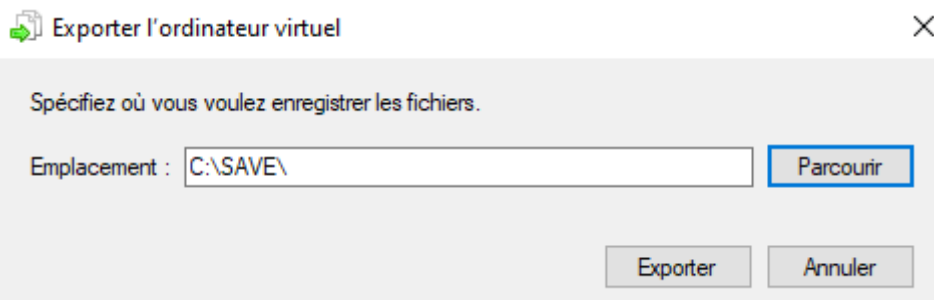 Exporter l'ordinateur virtuel
Spécifiez où vous voulez enregistrer les fichiers.
Emplacement : C:\SAVE\ Parcourir
Exporter Annuler